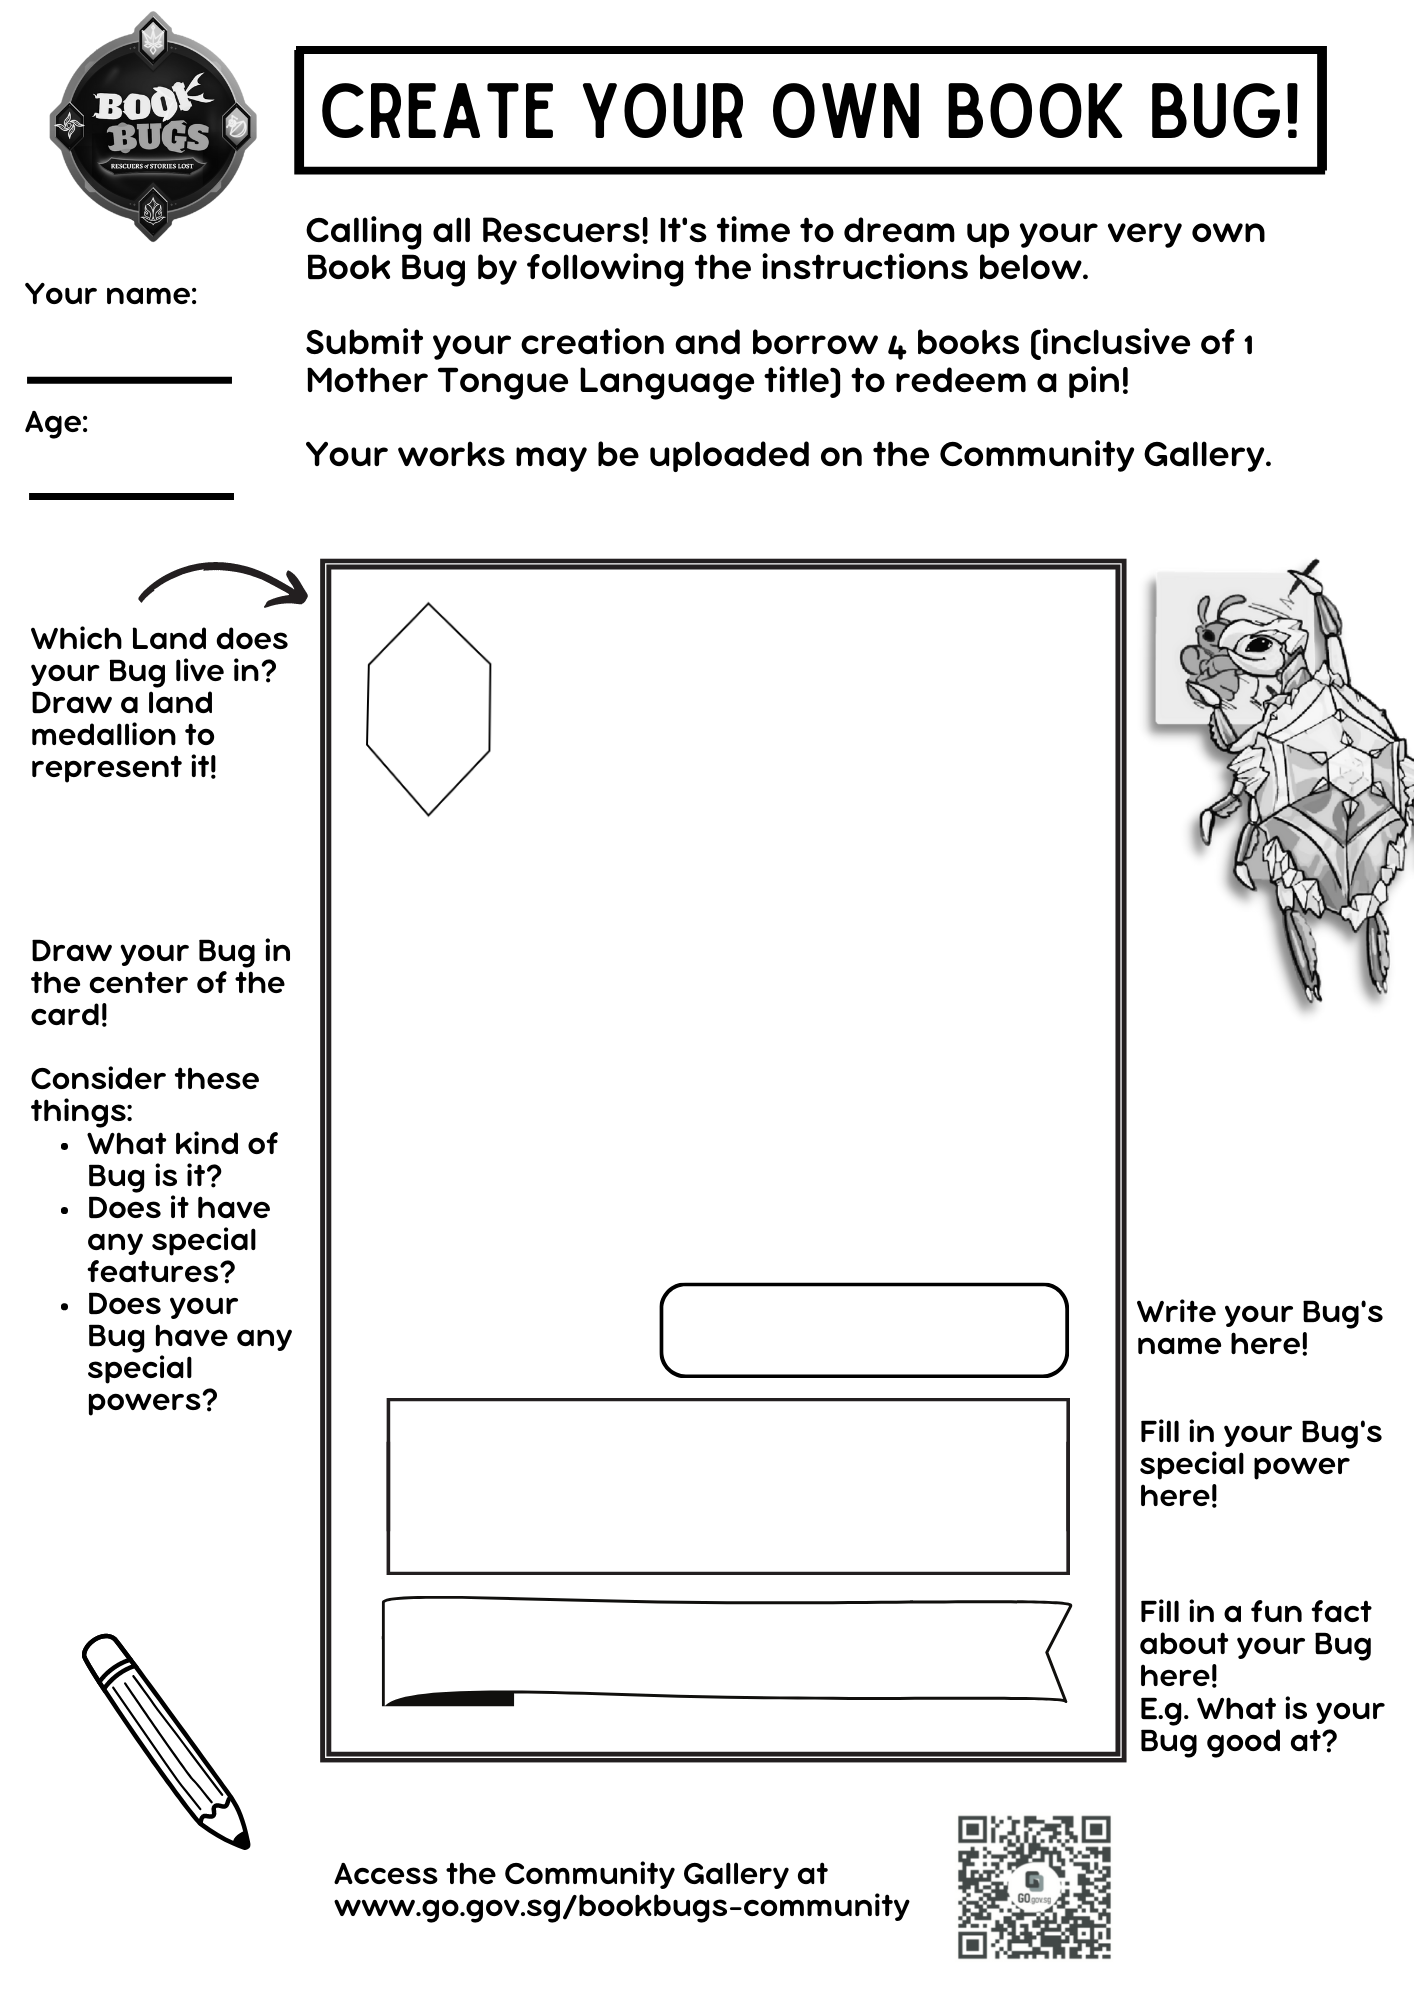 BOOK
BUGS
RESCUERS of STORIES LOST
CREATE YOUR OWN BOOK BUG!
Calling all Rescuers! It's time to dream up your very own
Book Bug by following the instructions below.
Submit your creation and borrow 4 books (inclusive of 1
Mother Tongue Language title) to redeem a pin!
Your works may be uploaded on the Community Gallery.
Your name:
Age:
Which Land does
your Bug live in?
Draw a land
medallion to
represent it!
Draw your Bug in
the center of the
card!
Consider these
things:
• What kind of
Bug is it?
• Does it have
any special
features?
• Does your
Bug have any
special
powers?
Write your Bug's
name here!
Fill in your Bug's
special power
here!
Fill in a fun fact
about your Bug
here!
E.g. What is your
Bug good at?
Access the Community Gallery at
www.go.gov.sg/bookbugs-community
GO gov.sg